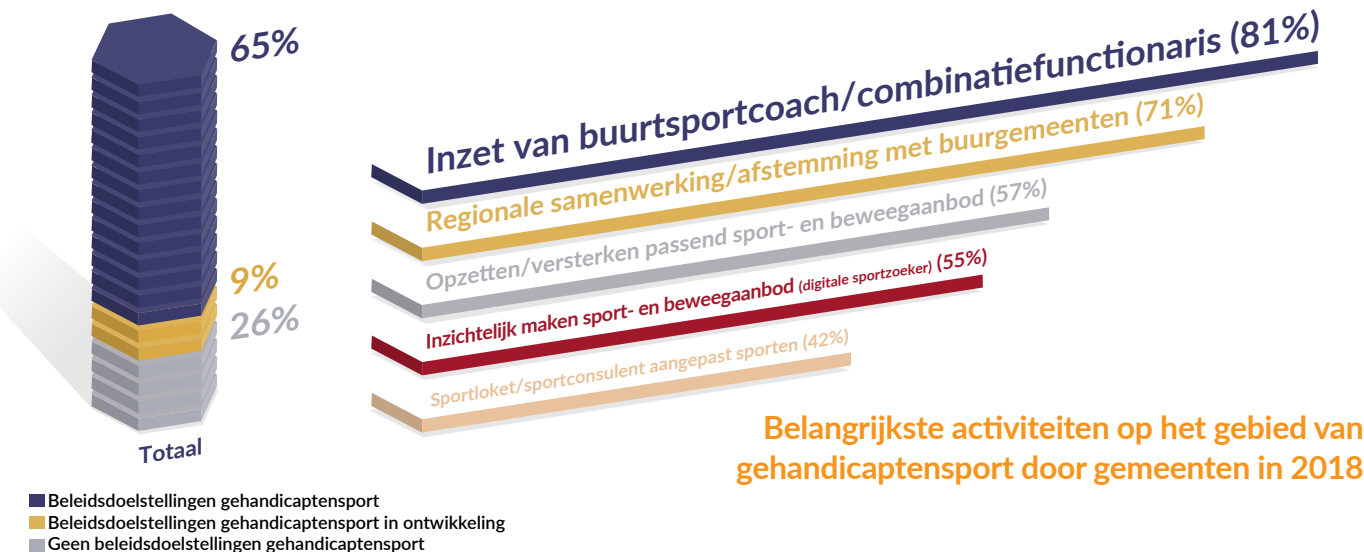 65%
9%
26%
Totaal
Beleidsdoelstellingen gehandicaptensport
Beleidsdoelstellingen gehandicaptensport in ontwikkeling
Geen beleidsdoelstellingen gehandicaptensport
Inzet van buurtsportcoach/combinatiefunctionaris (81%)
Regionale samenwerking/afstemming met buurgemeenten (71%)
Opzetten/versterken passend sport- en beweegaanbod (57%)
Inzichtelijk maken sport- en beweegaanbod (digitale sportzoeker) (55%)
Sportloket/sportconsulent aangepast sporten (42%)
Belangrijkste activiteiten op het gebied van
gehandicaptensport door gemeenten in 2018